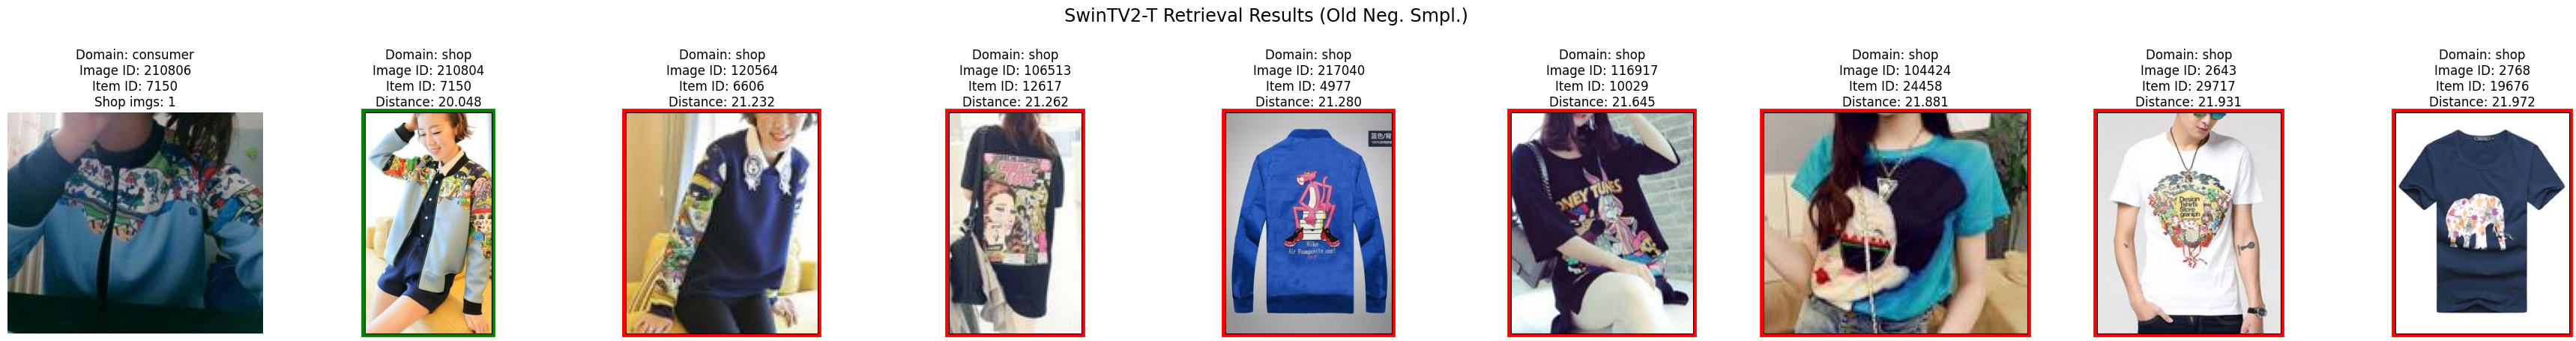 SwinTV2-T Retrieval Results (Old Neg. Smpl.)
Domain: consumer
Image ID: 210806
Item ID: 7150
Shop imgs: 1
Domain: shop
Image ID: 210804
Item ID: 7150
Distance: 20.048
Domain: shop
Image ID: 120564
Item ID: 6606
Distance: 21.232
Domain: shop
Image ID: 106513
Item ID: 12617
Distance: 21.262
Domain: shop
Image ID: 217040
Item ID: 4977
Distance: 21.280
Domain: shop
Image ID: 116917
Item ID: 10029
Distance: 21.645
ONEY TUNES
Domain: shop
Image ID: 104424
Item ID: 24458
Distance: 21.881
Domain: shop
Image ID: 2643
Item ID: 29717
Distance: 21.931
Design
Domain: shop
Image ID: 2768
Item ID: 19676
Distance: 21.972